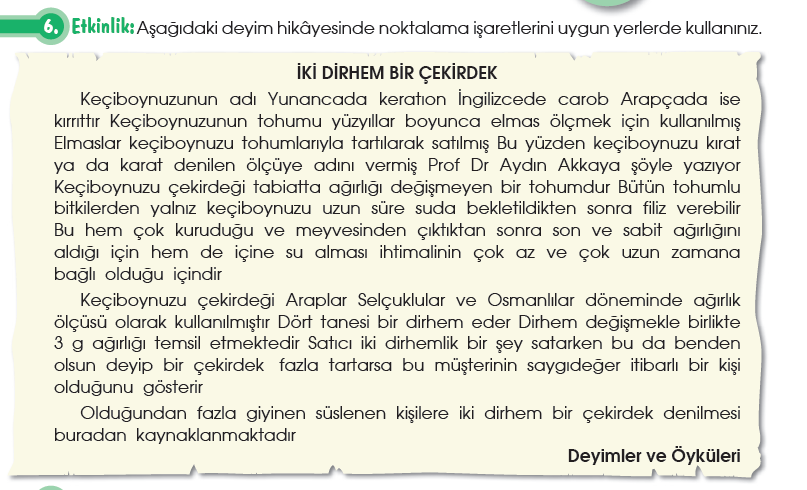 6. Etkinlik: Aşağıdaki deyim hikâyesinde noktalama işaretlerini uygun yerlerde kullanınız.
İKİ DİRHEM BİR ÇEKİRDEK
Keçiboynuzunun adı Yunancada keratıon İngilizcede carob Arapçada ise
kırrıttır Keçiboynuzunun tohumu yüzyıllar boyunca elmas ölçmek için kullanılmış
Elmaslar keçiboynuzu tohumlarıyla tartılarak satılmış Bu yüzden keçiboynuzu kırat
ya da karat denilen ölçüye adını vermiş Prof Dr Aydın Akkaya şöyle yazıyor
Keçiboynuzu çekirdeği tabiatta ağırlığı değişmeyen bir tohumdur Bütün tohumlu
bitkilerden yalnız keçiboynuzu uzun süre suda bekletildikten sonra filiz verebilir
Bu hem çok kuruduğu ve meyvesinden çıktıktan sonra son ve sabit ağırlığını
aldığı için hem de içine su alması ihtimalinin çok az ve çok uzun zamana
bağlı olduğu içindir
Keçiboynuzu çekirdeği Araplar Selçuklular ve Osmanlılar döneminde ağırlık
ölçüsü olarak kullanılmıştır Dört tanesi bir dirhem eder Dirhem değişmekle birlikte
3 g ağırlığı temsil etmektedir Satıcı iki dirhemlik bir şey satarken bu da benden
olsun deyip bir çekirdek fazla tartarsa bu müşterinin saygıdeğer itibarlı bir kişi
olduğunu gösterir
Olduğundan fazla giyinen süslenen kişilere iki dirhem bir çekirdek denilmesi
buradan kaynaklanmaktadır
Deyimler ve Öyküleri